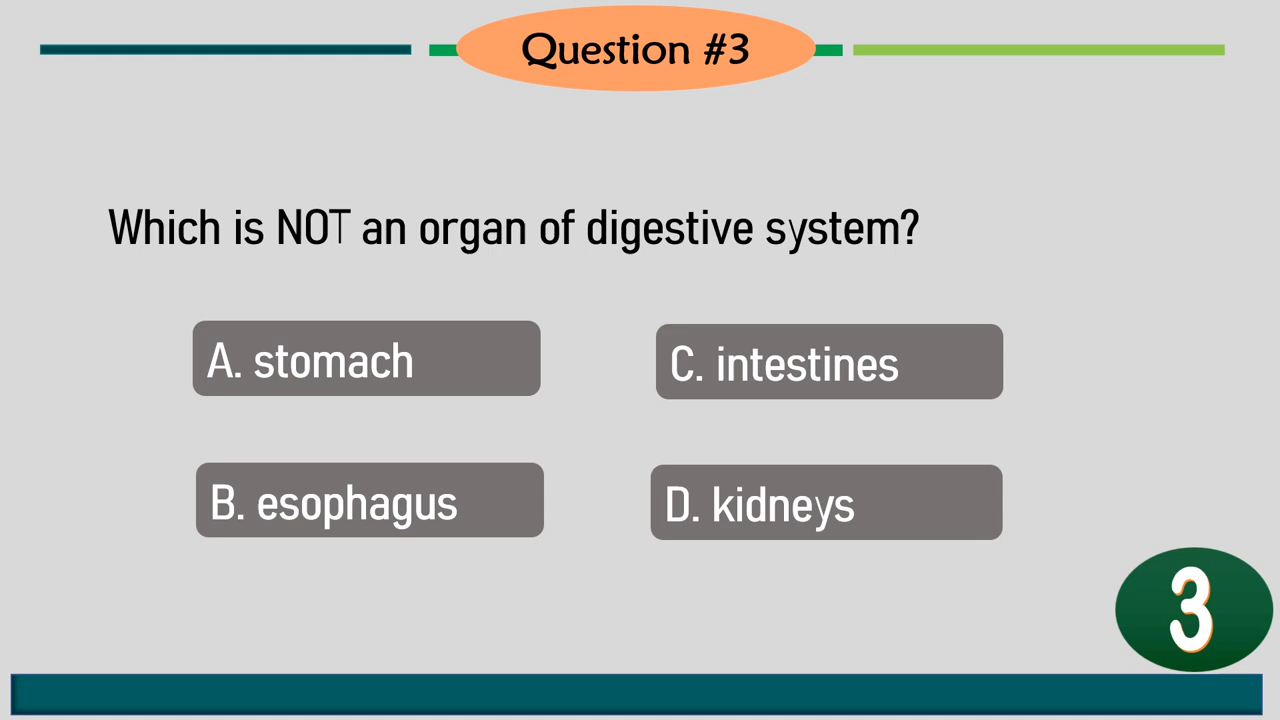 Question #3
Which is NOT an organ of digestive system?
A. stomach
C. intestines
B. esophagus
D. kidneys
3